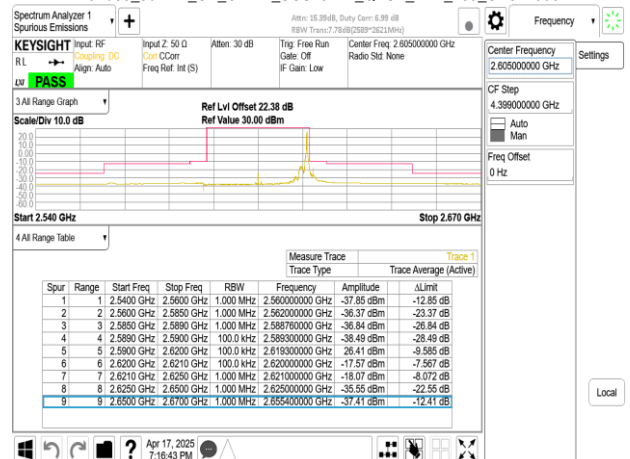 Spectrum Analyzer 1
Spurious Emissions
Attn: 15.39dB, Duty Corr: 6.99 dB
RBW Trans:7.78dB(2589~2621MHz)
Frequency
KEYSIGHT
Input: RF
Coupling: DC
Align: Auto
Input Z: 50 Ω
Corr CCorr
Freq Ref: Int (S)
Atten: 30 dB
Trig: Free Run
Gate: Off
IF Gain: Low
Center Freq: 2.605000000 GHz
Radio Std: None
RL
LXI
PASS
Center Frequency
2.605000000 GHz
Settings
CF Step
4.399000000 GHz
Auto
Man
Freq Offset
0 Hz
3 All Range Graph
Scale/Div 10.0 dB
Ref Lvl Offset 22.38 dB
Ref Value 30.00 dBm
20.0
10.0
0.00
-10.0
-20.0
-30.0
-40.0
-50.0
-60.0
Start 2.540 GHz
Stop 2.670 GHz
4 All Range Table
Measure Trace Trace 1
Trace Type Trace Average (Active)
Spur Range Start Freq Stop Freq RBW Frequency Amplitude ΔLimit
1 1 2.5400 GHz 2.5600 GHz 1.000 MHz 2.560000000 GHz -37.85 dBm -12.85 dB
2 2 2.5600 GHz 2.5850 GHz 1.000 MHz 2.562000000 GHz -36.37 dBm -23.37 dB
3 3 2.5850 GHz 2.5890 GHz 1.000 MHz 2.588760000 GHz -36.84 dBm -26.84 dB
4 4 2.5890 GHz 2.5900 GHz 100.0 kHz 2.589300000 GHz -38.49 dBm -28.49 dB
5 5 2.5900 GHz 2.6200 GHz 100.0 kHz 2.619300000 GHz 26.41 dBm -9.585 dB
6 6 2.6200 GHz 2.6210 GHz 100.0 kHz 2.620000000 GHz -17.57 dBm -7.567 dB
7 7 2.6210 GHz 2.6250 GHz 1.000 MHz 2.621000000 GHz -18.07 dBm -8.072 dB
8 8 2.6250 GHz 2.6500 GHz 1.000 MHz 2.625000000 GHz -35.55 dBm -22.55 dB
9 9 2.6500 GHz 2.6700 GHz 1.000 MHz 2.655400000 GHz -37.41 dBm -12.41 dB
Local
?
Apr 17, 2025
7:16:43 PM